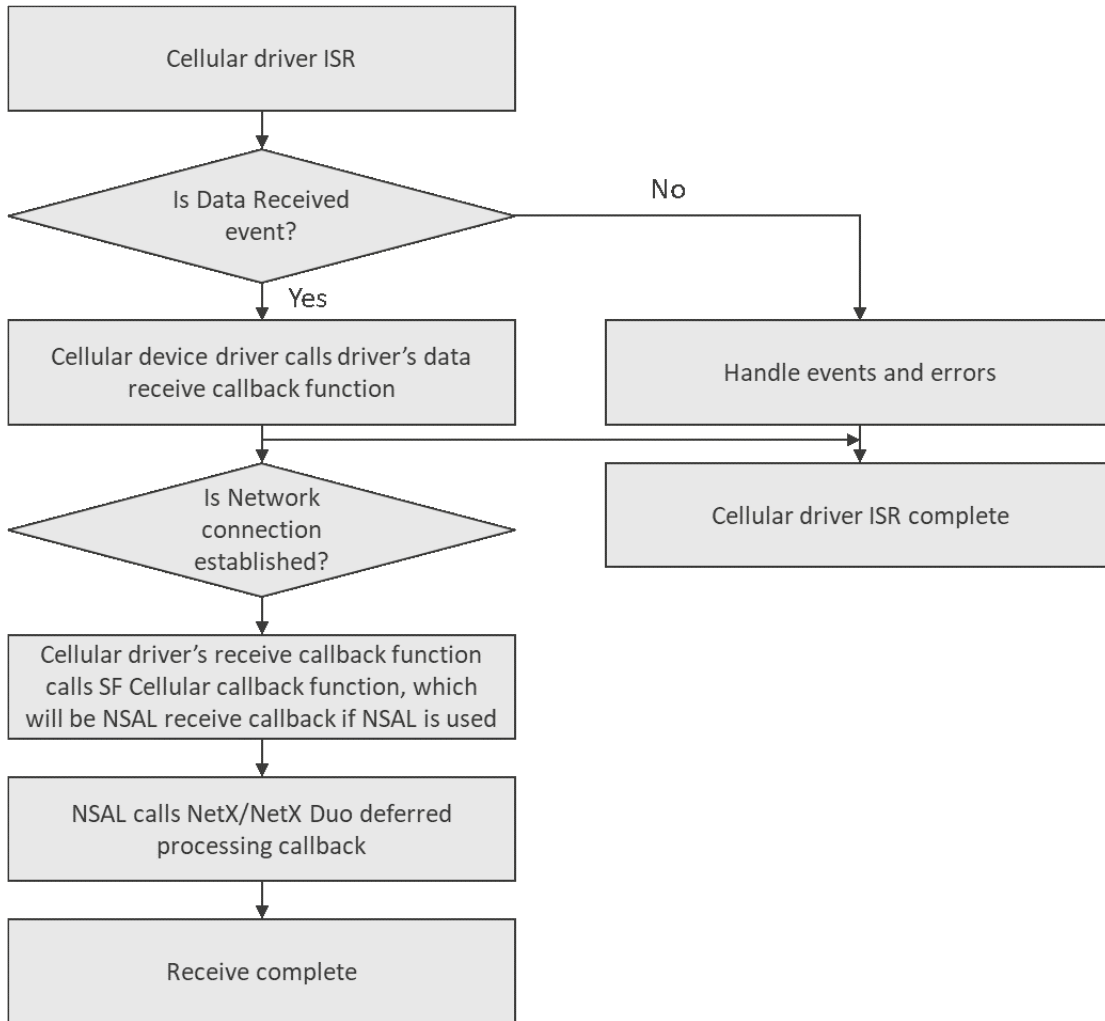 Cellular driver ISR
Is Data Received
event?
No
Yes
Cellular device driver calls driver’s data
receive callback function
Handle events and errors
Is Network
connection
established?
Cellular driver ISR complete
Cellular driver’s receive callback function
calls SF Cellular callback function, which
will be NSAL receive callback if NSAL is used
NSAL calls NetX/NetX Duo deferred
processing callback
Receive complete